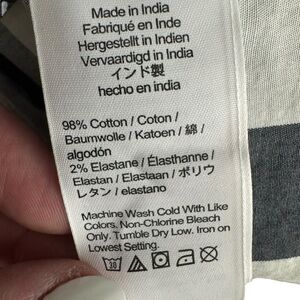 Made in India
Fabriqué en Inde
Hergestellt in Indien
Vervaardigd in India
インド製
hecho en india
98% Cotton / Coton /
Baumwolle / Katoen / 綿 /
algodón
2% Elastane / Élasthanne /
Elastan / Elastaan / ポリウ
レタン / elastano
Machine Wash Cold With Like
Colors. Non-Chlorine Bleach
Only. Tumble Dry Low. Iron on
Lowest Setting.
30